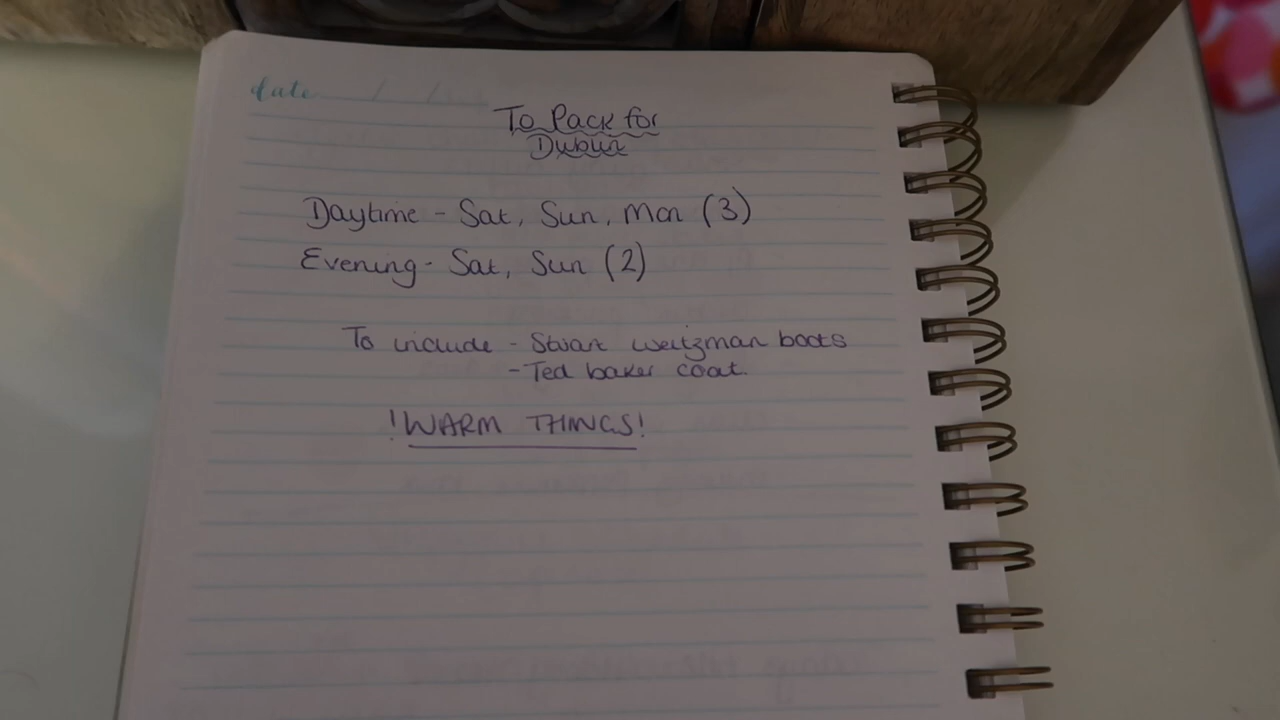 date / /
To Pack for
Dublin
Daytime - Sat, Sun, Mon (3)
Evening - Sat, Sun (2)
To include - Stuart weitzman boots
- Ted baker coat.
!WARM THINGS!